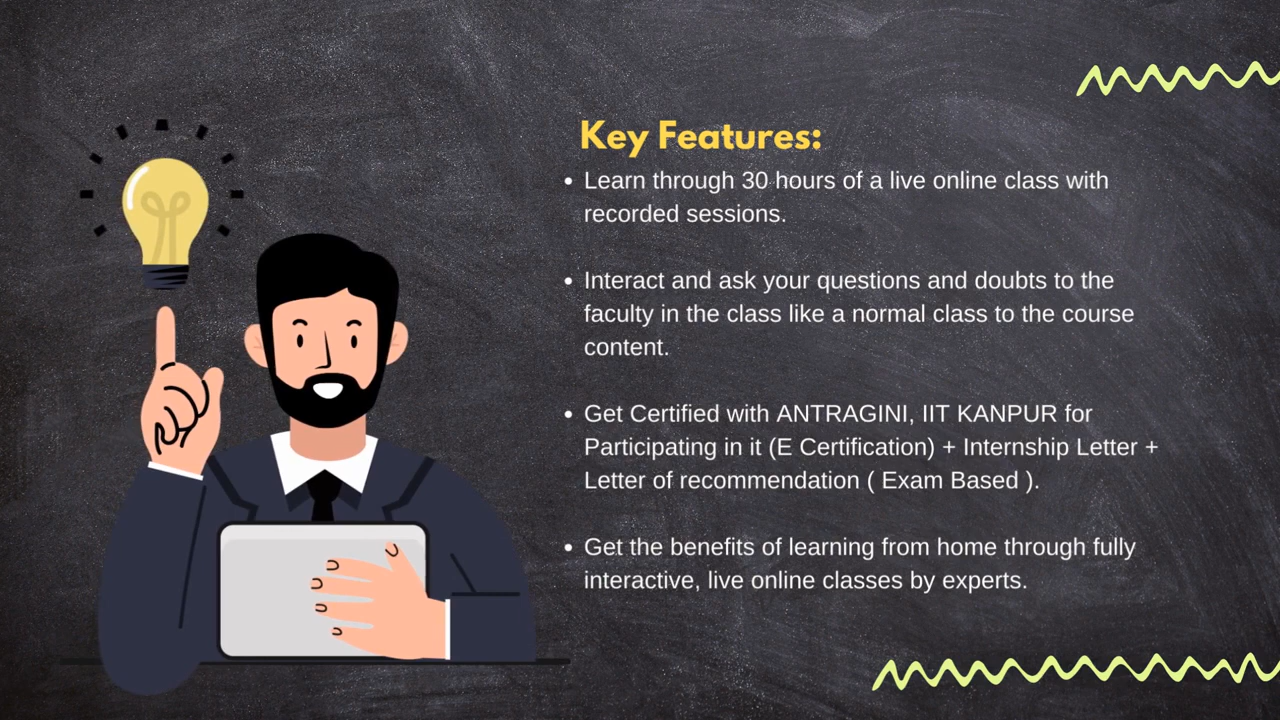 Key Features:
• Learn through 30 hours of a live online class with
recorded sessions.
• Interact and ask your questions and doubts to the
faculty in the class like a normal class to the course
content.
• Get Certified with ANTRAGINI, IIT KANPUR for
Participating in it (E Certification) + Internship Letter +
Letter of recommendation ( Exam Based ).
• Get the benefits of learning from home through fully
interactive, live online classes by experts.